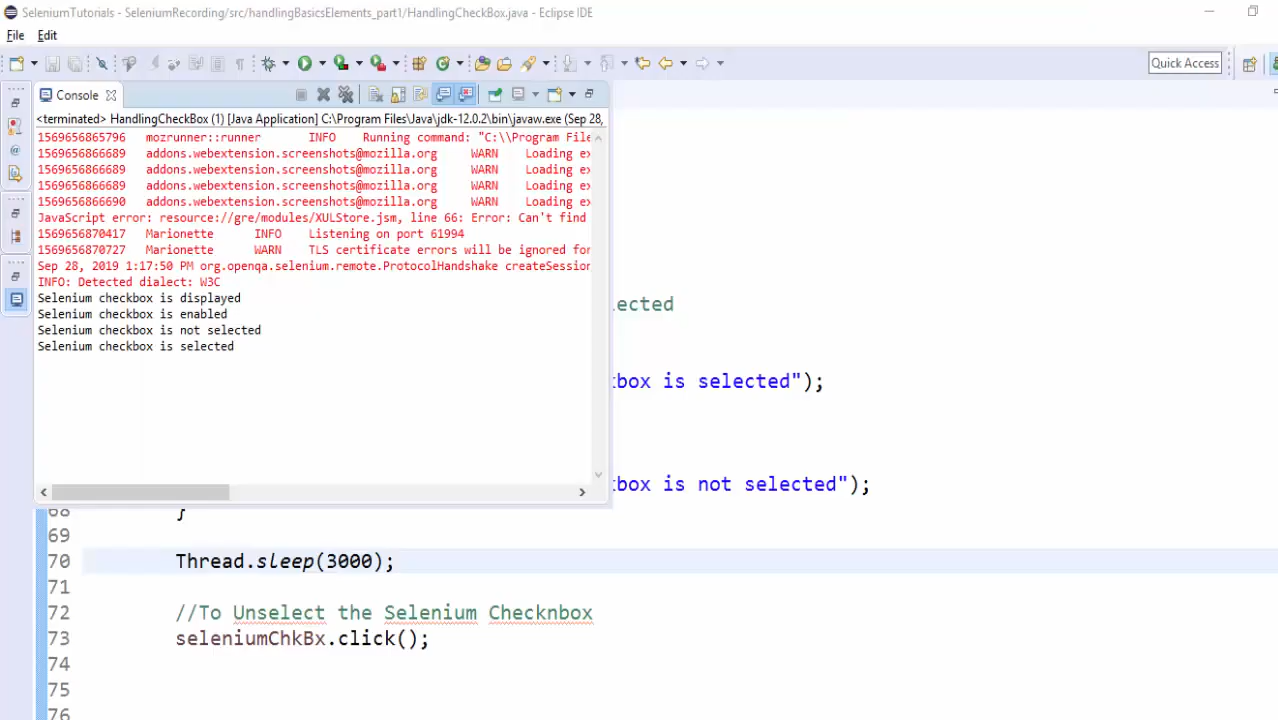 SeleniumTutorials - SeleniumRecording/src/handlingBasicsElements_part1/HandlingCheckBox.java - Eclipse IDE
File Edit
Quick Access
Console
<terminated> HandlingCheckBox (1) [Java Application] C:\Program Files\Java\jdk-12.0.2\bin\javaw.exe (Sep 28,
1569656865796 mozrunner::runner INFO Running command: "C:\\Program File
1569656866689 addons.webextension.screenshots@mozilla.org WARN Loading ex
1569656866689 addons.webextension.screenshots@mozilla.org WARN Loading ex
1569656866689 addons.webextension.screenshots@mozilla.org WARN Loading ex
1569656866690 addons.webextension.screenshots@mozilla.org WARN Loading ex
JavaScript error: resource://gre/modules/XULStore.jsm, line 66: Error: Can't find
1569656870417 Marionette INFO Listening on port 61994
1569656870727 Marionette WARN TLS certificate errors will be ignored for
Sep 28, 2019 1:17:50 PM org.openqa.selenium.remote.ProtocolHandshake createSession
INFO: Detected dialect: W3C
Selenium checkbox is displayed
Selenium checkbox is enabled
Selenium checkbox is not selected
Selenium checkbox is selected
lected
kbox is selected");
kbox is not selected");
68 }
69
70 Thread.sleep(3000);
71
72 //To Unselect the Selenium Checknbox
73 seleniumChkBx.click();
74
75
76